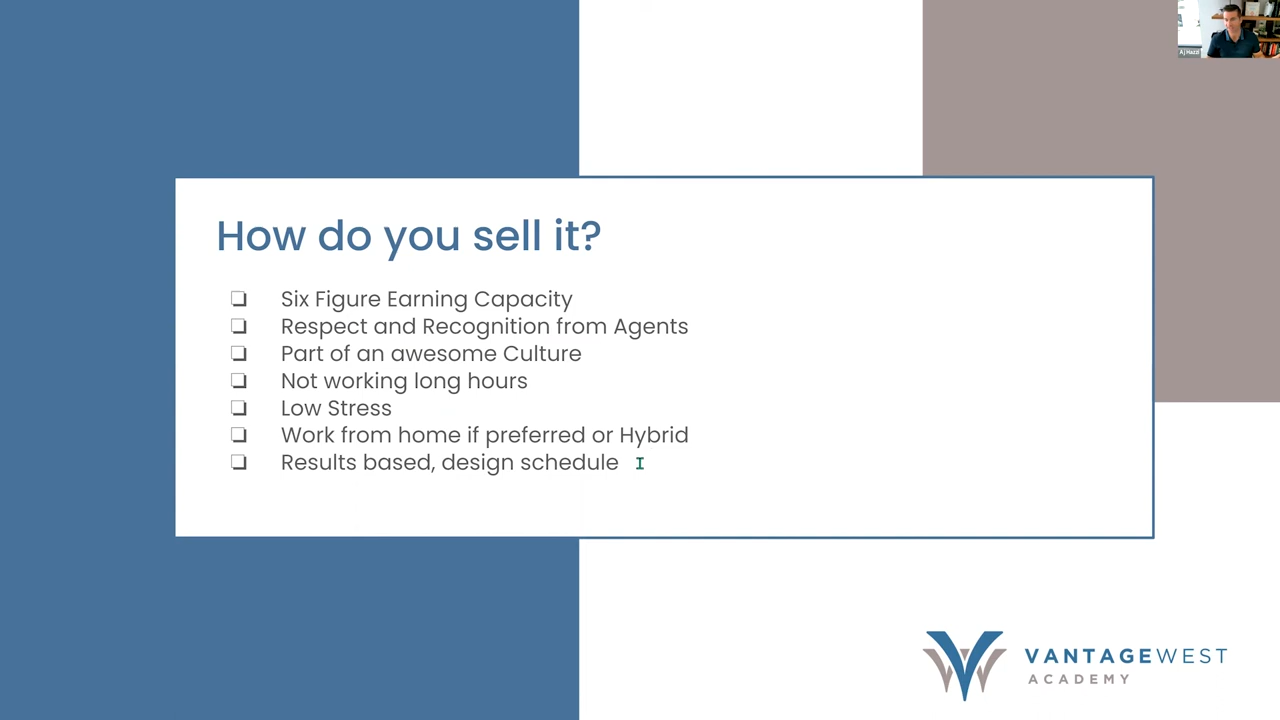 AJ Hazzi
How do you sell it?
❏ Six Figure Earning Capacity
❏ Respect and Recognition from Agents
❏ Part of an awesome Culture
❏ Not working long hours
❏ Low Stress
❏ Work from home if preferred or Hybrid
❏ Results based, design schedule
VANTAGEWEST
ACADEMY